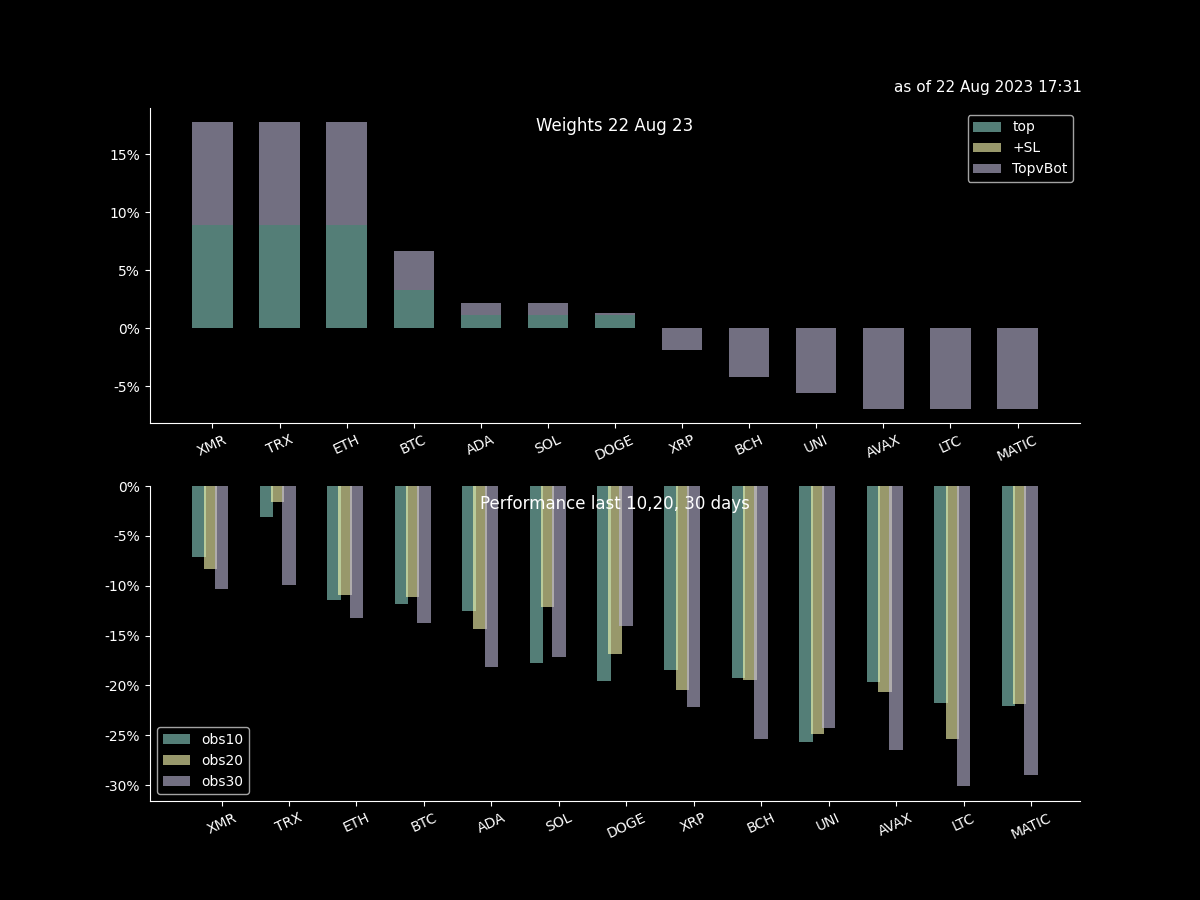 as of 22 Aug 2023 17:31
Weights 22 Aug 23
top
+SL
TopvBot
15%
10%
5%
0%
-5%
XMR TRX ETH BTC ADA SOL DOGE XRP BCH UNI AVAX LTC MATIC
Performance last 10,20, 30 days
0%
-5%
-10%
-15%
-20%
-25%
-30%
obs10
obs20
obs30
XMR TRX ETH BTC ADA SOL DOGE XRP BCH UNI AVAX LTC MATIC